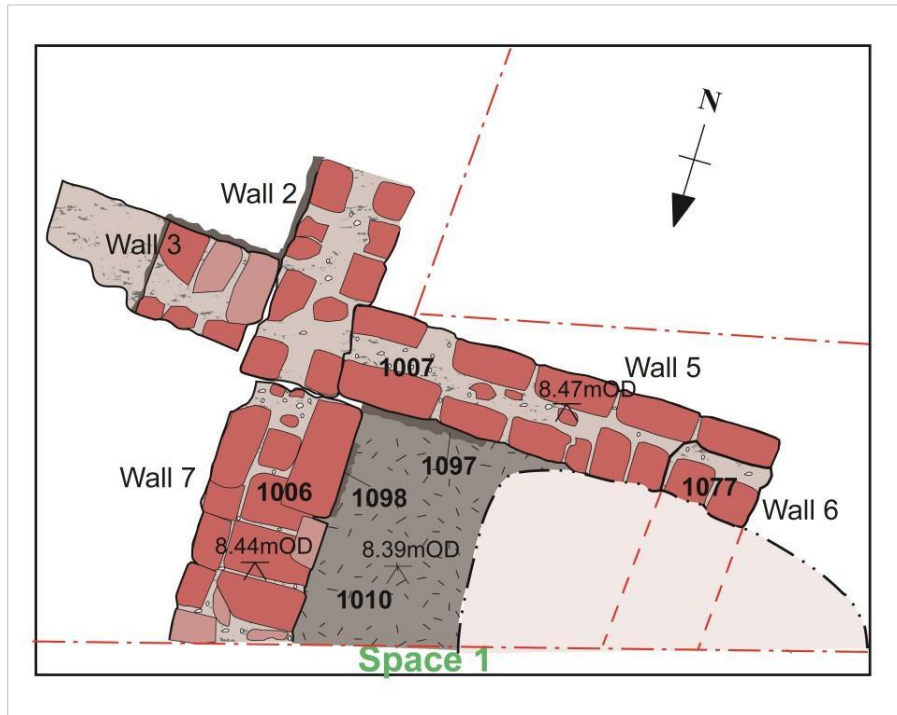 N
Wall 2
Wall 3
1007
Wall 5
8.47mOD
1097
Wall 7
1006
1098
1077
Wall 6
8.44mOD
8.39mOD
1010
Space 1